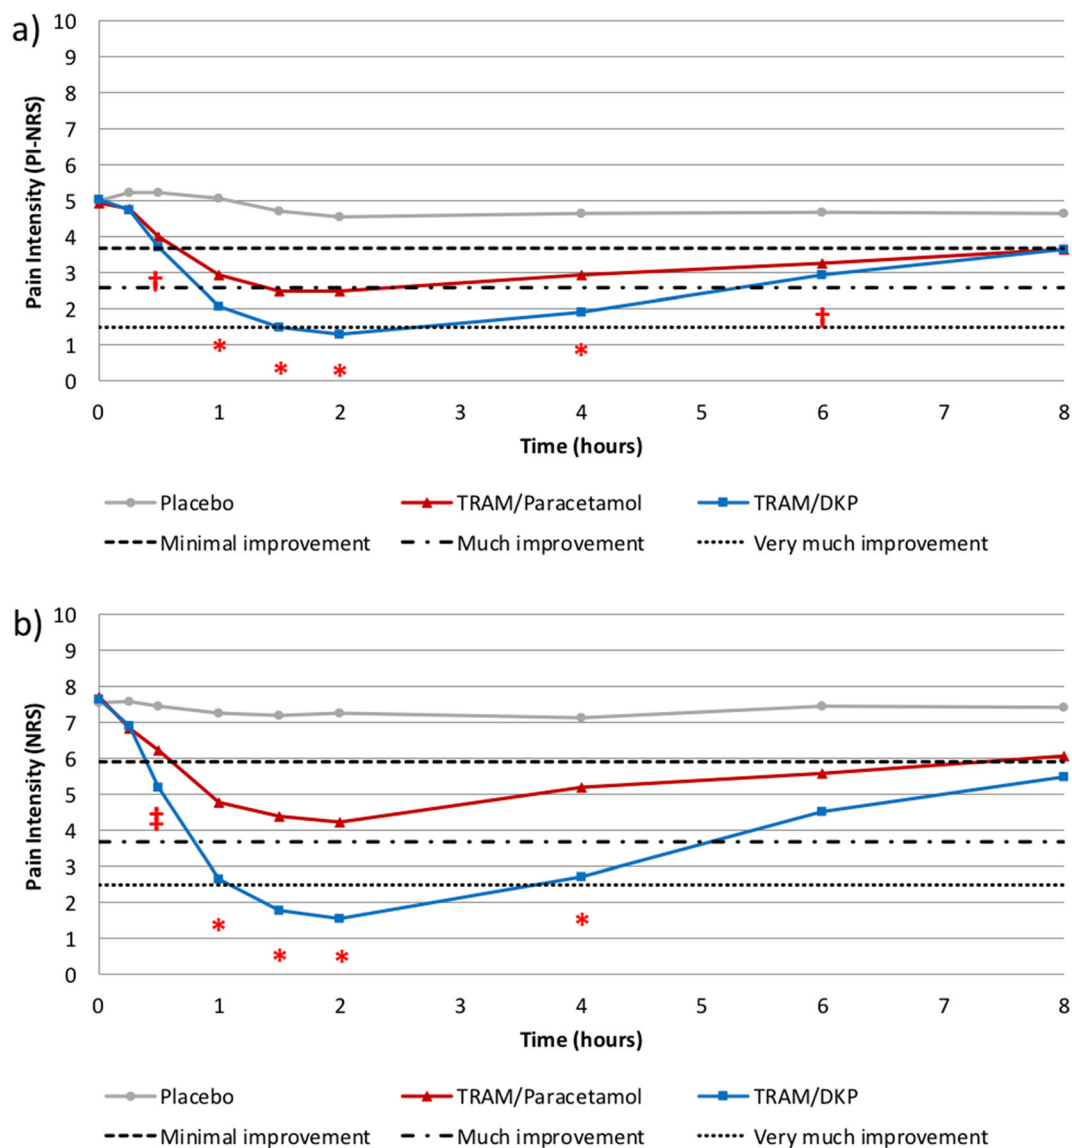 a)
Pain Intensity (PI-NRS)
10
9
8
7
6
5
4
3
2
1
0
†
*
*
*
*
†
0 1 2 3 4 5 6 7 8
Time (hours)
Placebo TRAM/Paracetamol TRAM/DKP
Minimal improvement Much improvement Very much improvement
b)
Pain Intensity (NRS)
10
9
8
7
6
5
4
3
2
1
0
‡
*
*
*
*
0 1 2 3 4 5 6 7 8
Time (hours)
Placebo TRAM/Paracetamol TRAM/DKP
Minimal improvement Much improvement Very much improvement